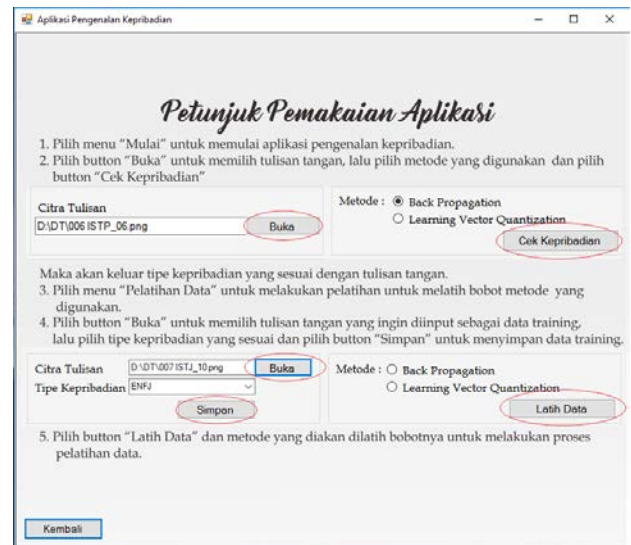 Aplikasi Pengenalan Kepribadian
Petunjuk Pemakaian Aplikasi
1. Pilih menu "Mulai" untuk memulai aplikasi pengenalan kepribadian.
2. Pilih button "Buka" untuk memilih tulisan tangan, lalu pilih metode yang digunakan dan pilih
button "Cek Kepribadian"
Citra Tulisan
D:\DT\006 ISTP_06.png
Buka
Metode : Back Propagation
Learning Vector Quantization
Cek Kepribadian
Maka akan keluar tipe kepribadian yang sesuai dengan tulisan tangan.
3. Pilih menu "Pelatihan Data" untuk melakukan pelatihan untuk melatih bobot metode yang
digunakan.
4. Pilih button "Buka" untuk memilih tulisan tangan yang ingin diinput sebagai data training,
lalu pilih tipe kepribadian yang sesuai dan pilih button "Simpan" untuk menyimpan data training.
Citra Tulisan D:\DT\007 ISTJ_10.png Buka
Tipe Kepribadian ENFJ
Simpan
Metode : Back Propagation
Learning Vector Quantization
Latih Data
5. Pilih button "Latih Data" dan metode yang diakan dilatih bobotnya untuk melakukan proses
pelatihan data.
Kembali